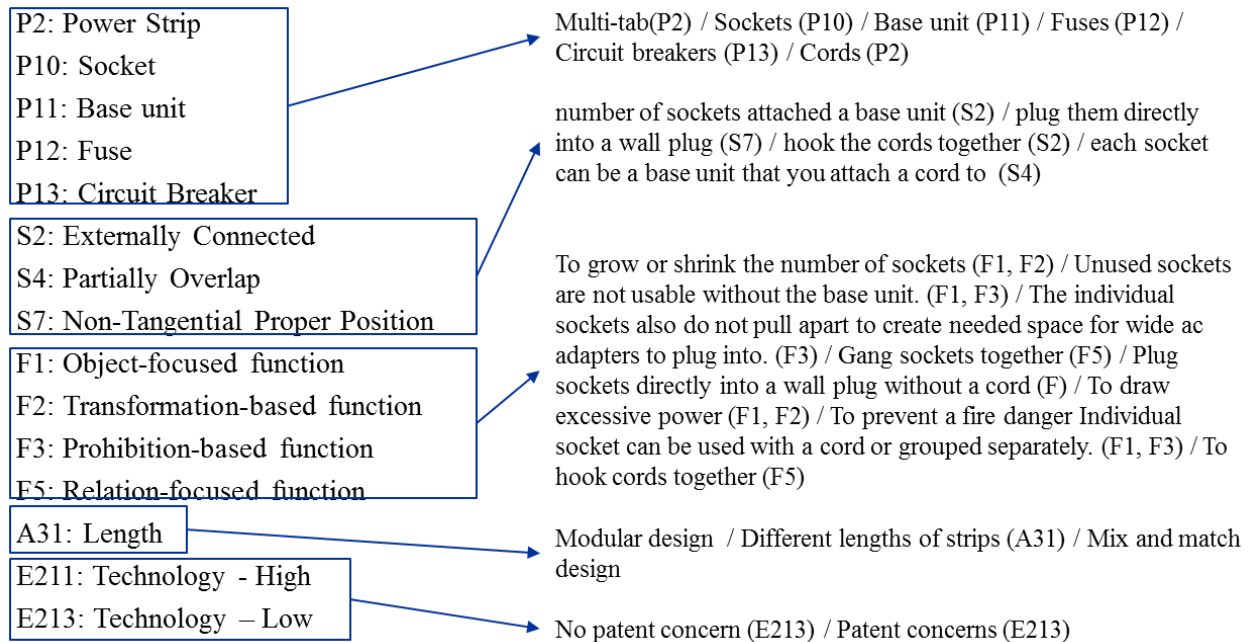 P2: Power Strip
P10: Socket
P11: Base unit
P12: Fuse
P13: Circuit Breaker
S2: Externally Connected
S4: Partially Overlap
S7: Non-Tangential Proper Position
F1: Object-focused function
F2: Transformation-based function
F3: Prohibition-based function
F5: Relation-focused function
A31: Length
E211: Technology - High
E213: Technology – Low
Multi-tab(P2) / Sockets (P10) / Base unit (P11) / Fuses (P12) /
Circuit breakers (P13) / Cords (P2)
number of sockets attached a base unit (S2) / plug them directly
into a wall plug (S7) / hook the cords together (S2) / each socket
can be a base unit that you attach a cord to (S4)
To grow or shrink the number of sockets (F1, F2) / Unused sockets
are not usable without the base unit. (F1, F3) / The individual
sockets also do not pull apart to create needed space for wide ac
adapters to plug into. (F3) / Gang sockets together (F5) / Plug
sockets directly into a wall plug without a cord (F) / To draw
excessive power (F1, F2) / To prevent a fire danger Individual
socket can be used with a cord or grouped separately. (F1, F3) / To
hook cords together (F5)
Modular design / Different lengths of strips (A31) / Mix and match
design
No patent concern (E213) / Patent concerns (E213)